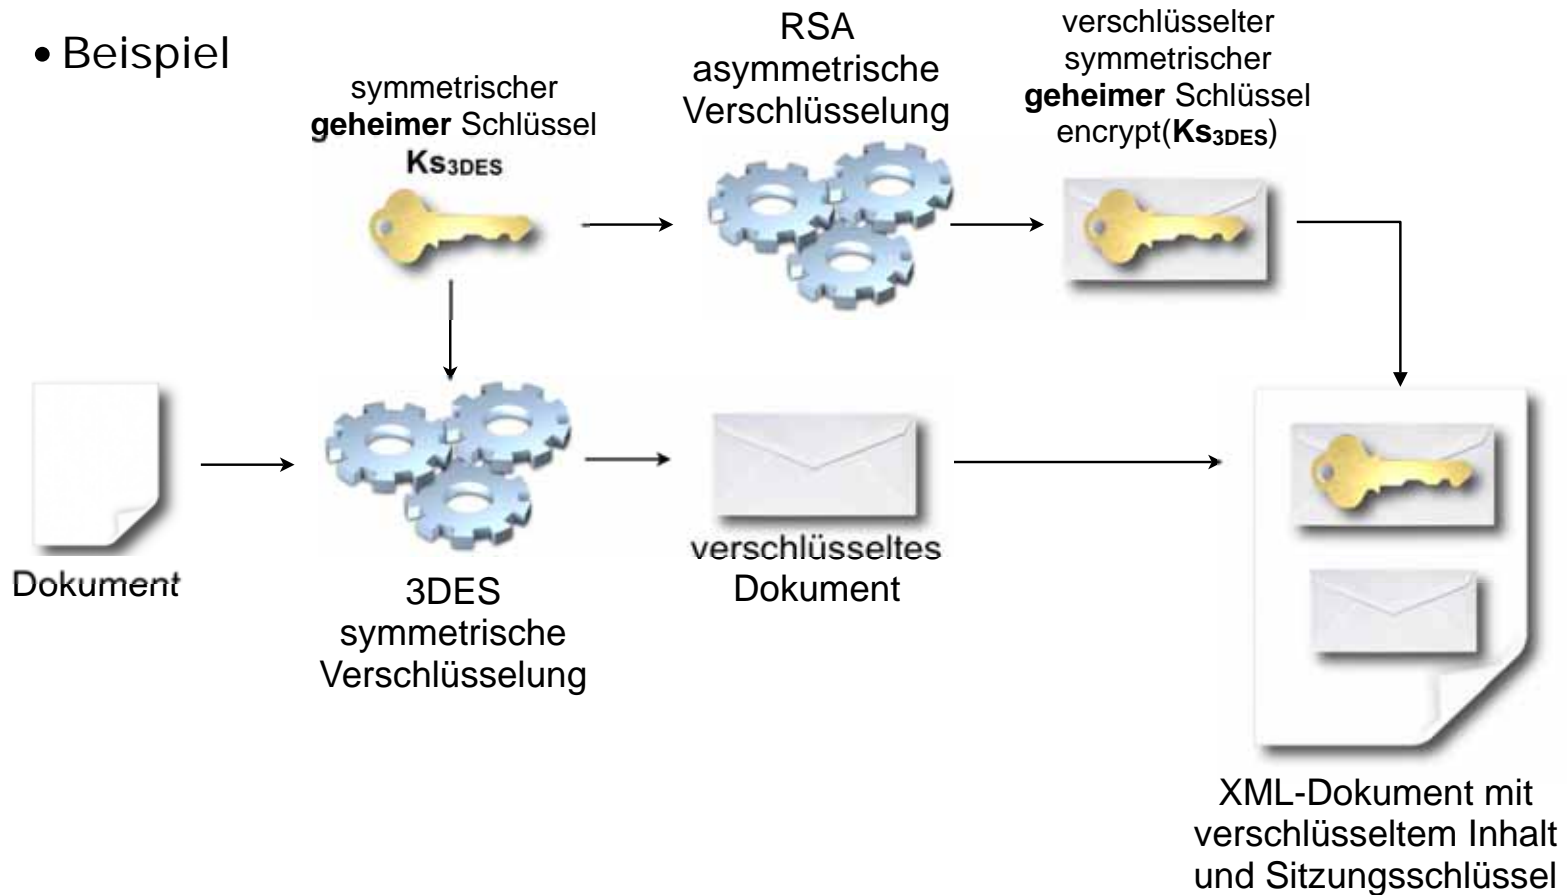 • Beispiel
symmetrischer
geheimer Schlüssel
Ks3DES
RSA
asymmetrische
Verschlüsselung
verschlüsselter
symmetrischer
geheimer Schlüssel
encrypt(Ks3DES)
Dokument
3DES
symmetrische
Verschlüsselung
verschlüsseltes
Dokument
XML-Dokument mit
verschlüsseltem Inhalt
und Sitzungsschlüssel